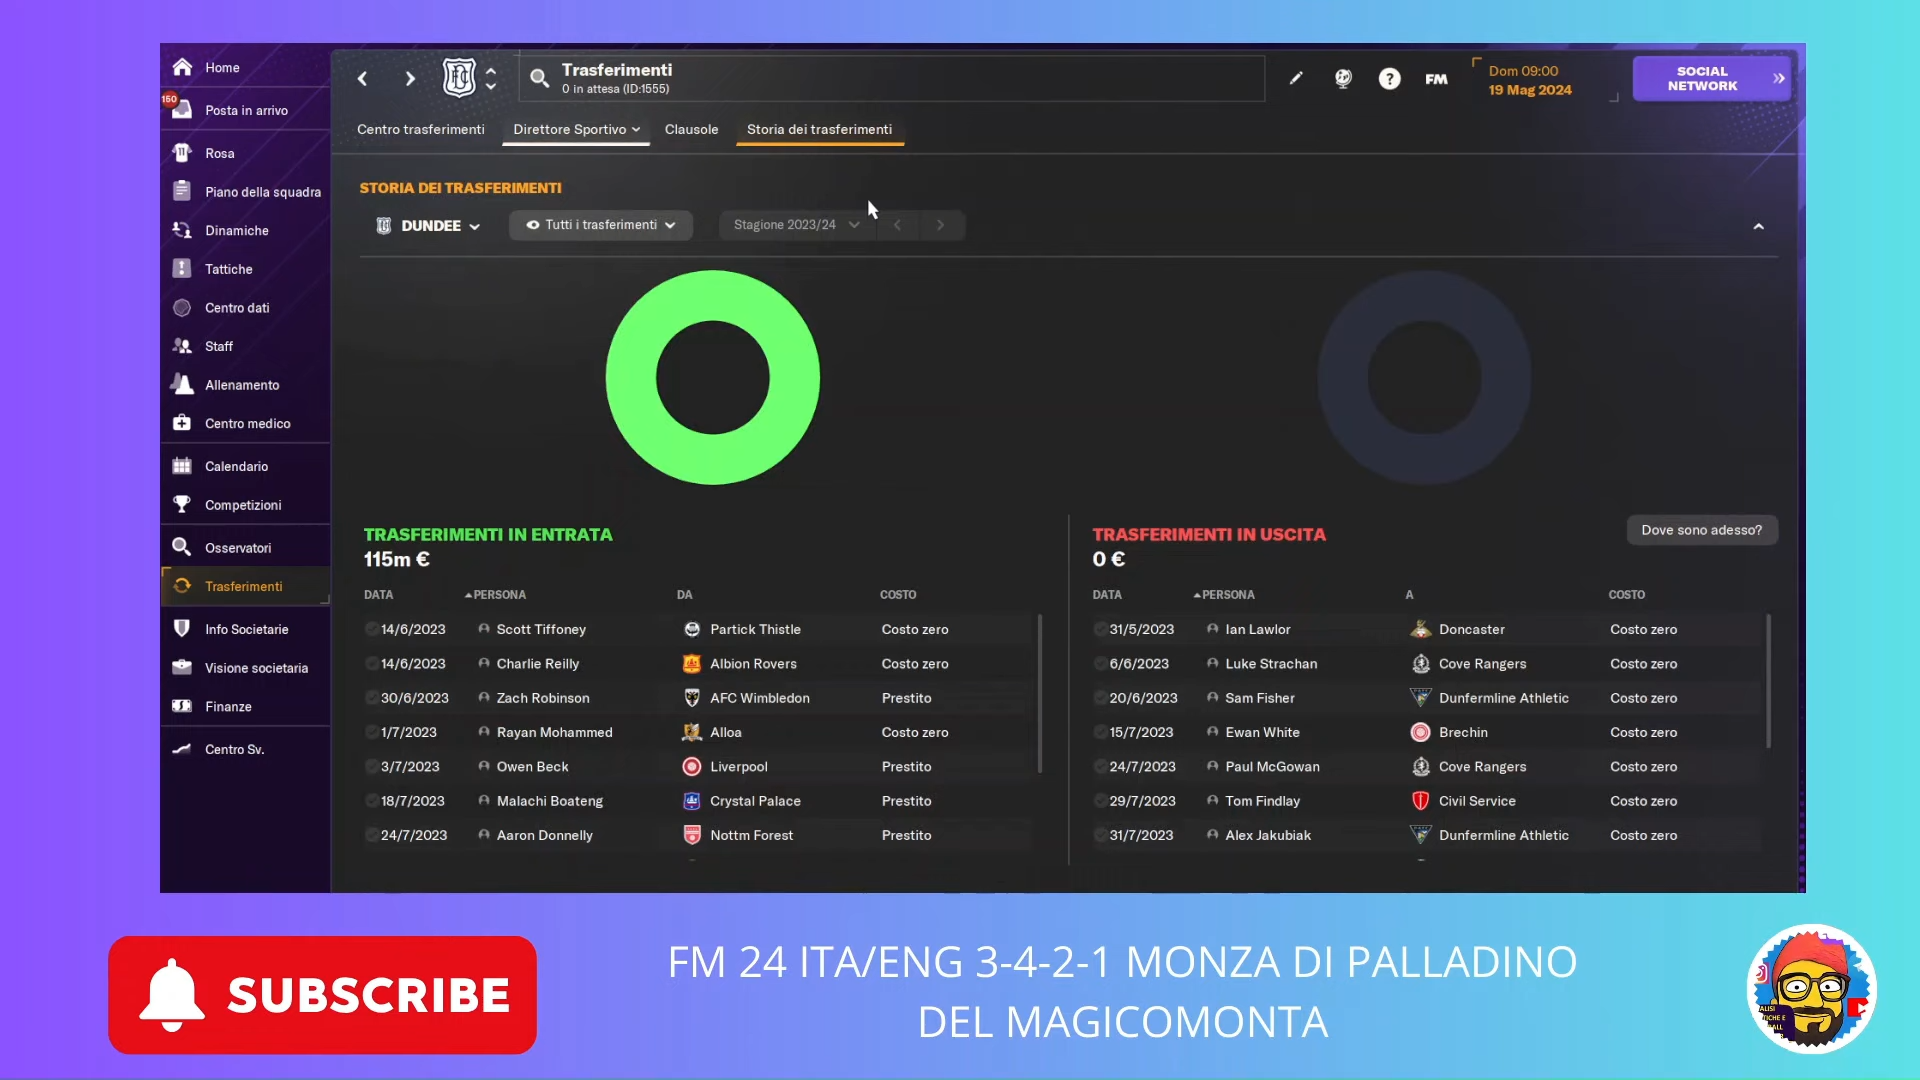 Home
150
Posta in arrivo
Rosa
Piano della squadra
Dinamiche
Tattiche
Centro dati
Staff
Allenamento
Centro medico
Calendario
Competizioni
Osservatori
Trasferimenti
Info Societarie
Visione societaria
Finanze
Centro Sv.
Trasferimenti
0 in attesa (ID:1555)
FM
Dom 09:00
19 Mag 2024
SOCIAL
NETWORK
Centro trasferimenti Direttore Sportivo Clausole Storia dei trasferimenti
STORIA DEI TRASFERIMENTI
DUNDEE Tutti i trasferimenti Stagione 2023/24
TRASFERIMENTI IN ENTRATA
115m €
DATA PERSONA DA COSTO
14/6/2023 Scott Tiffoney Partick Thistle Costo zero
14/6/2023 Charlie Reilly Albion Rovers Costo zero
30/6/2023 Zach Robinson AFC Wimbledon Prestito
1/7/2023 Rayan Mohammed Alloa Costo zero
3/7/2023 Owen Beck Liverpool Prestito
18/7/2023 Malachi Boateng Crystal Palace Prestito
24/7/2023 Aaron Donnelly Nottm Forest Prestito
TRASFERIMENTI IN USCITA
0 €
Dove sono adesso?
DATA PERSONA A COSTO
31/5/2023 Ian Lawlor Doncaster Costo zero
6/6/2023 Luke Strachan Cove Rangers Costo zero
20/6/2023 Sam Fisher Dunfermline Athletic Costo zero
15/7/2023 Ewan White Brechin Costo zero
24/7/2023 Paul McGowan Cove Rangers Costo zero
29/7/2023 Tom Findlay Civil Service Costo zero
31/7/2023 Alex Jakubiak Dunfermline Athletic Costo zero
SUBSCRIBE
FM 24 ITA/ENG 3-4-2-1 MONZA DI PALLADINO
DEL MAGICOMONTA